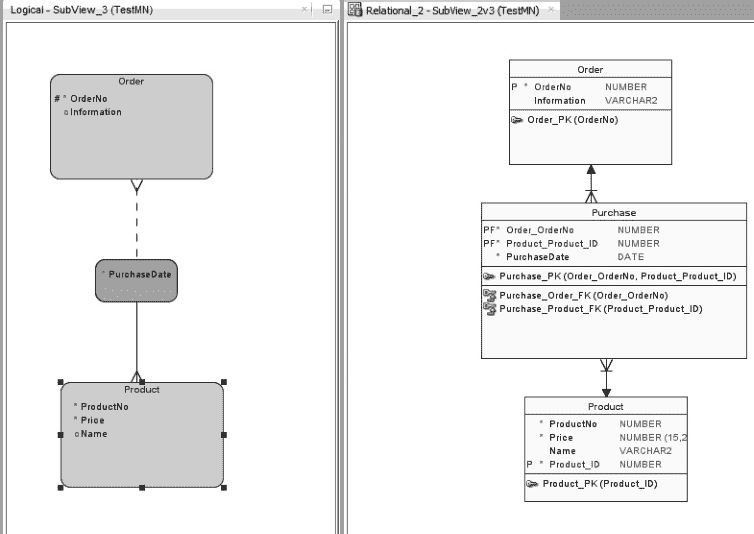 Logical - SubView_3 (TestMN)
Order
# * OrderNo
o Information
* PurchaseDate
Product
* ProductNo
* Price
o Name
Relational_2 - SubView_2v3 (TestMN)
Order
P * OrderNo NUMBER
Information VARCHAR2
Order_PK (OrderNo)
Purchase
PF* Order_OrderNo NUMBER
PF* Product_Product_ID NUMBER
* PurchaseDate DATE
Purchase_PK (Order_OrderNo, Product_Product_ID)
Purchase_Order_FK (Order_OrderNo)
Purchase_Product_FK (Product_Product_ID)
Product
* ProductNo NUMBER
* Price NUMBER (15,2
Name VARCHAR2
P * Product_ID NUMBER
Product_PK (Product_ID)